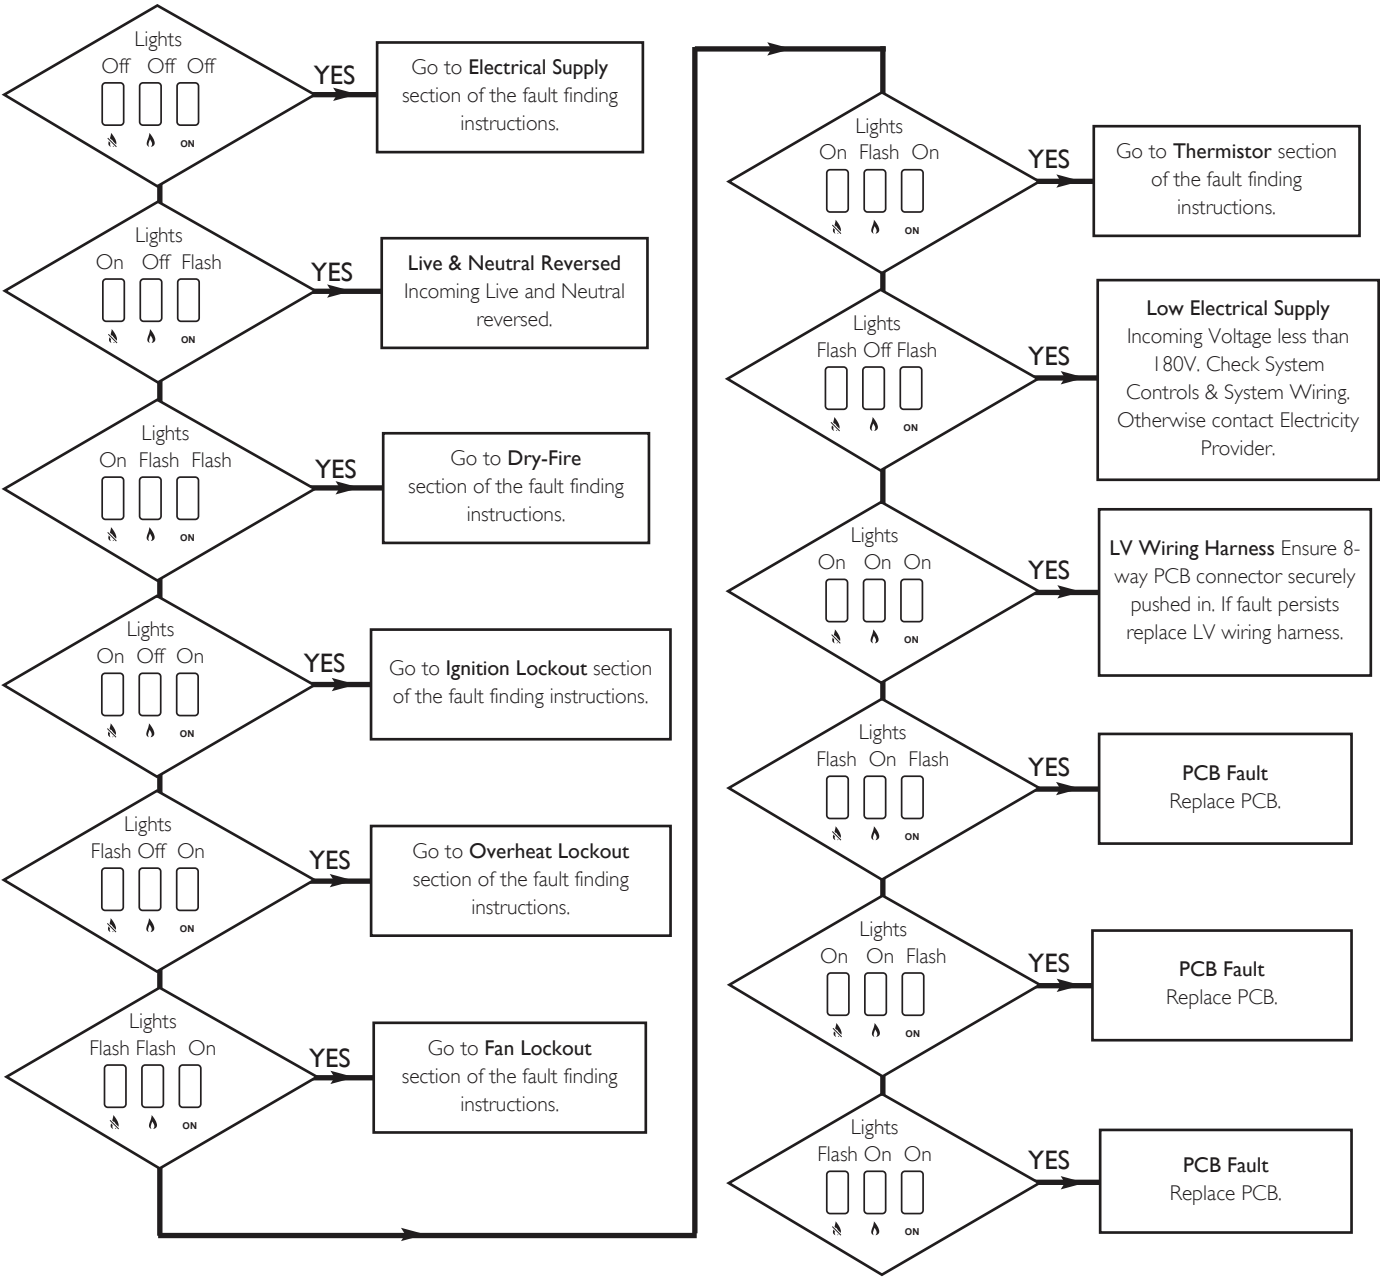 Lights
Off Off Off
ON
YES
Go to Electrical Supply
section of the fault finding
instructions.
Lights
On Off Flash
ON
YES
Live & Neutral Reversed
Incoming Live and Neutral
reversed.
Lights
On Flash Flash
ON
YES
Go to Dry-Fire
section of the fault finding
instructions.
Lights
On Off On
ON
YES
Go to Ignition Lockout section
of the fault finding instructions.
Lights
Flash Off On
ON
YES
Go to Overheat Lockout
section of the fault finding
instructions.
Lights
Flash Flash On
ON
YES
Go to Fan Lockout
section of the fault finding
instructions.
Lights
On Flash On
ON
YES
Go to Thermistor section
of the fault finding
instructions.
Lights
Flash Off Flash
ON
YES
Low Electrical Supply
Incoming Voltage less than
180V. Check System
Controls & System Wiring.
Otherwise contact Electricity
Provider.
Lights
On On On
ON
YES
LV Wiring Harness Ensure 8-
way PCB connector securely
pushed in. If fault persists
replace LV wiring harness.
Lights
Flash On Flash
ON
YES
PCB Fault
Replace PCB.
Lights
On On Flash
ON
YES
PCB Fault
Replace PCB.
Lights
Flash On On
ON
YES
PCB Fault
Replace PCB.